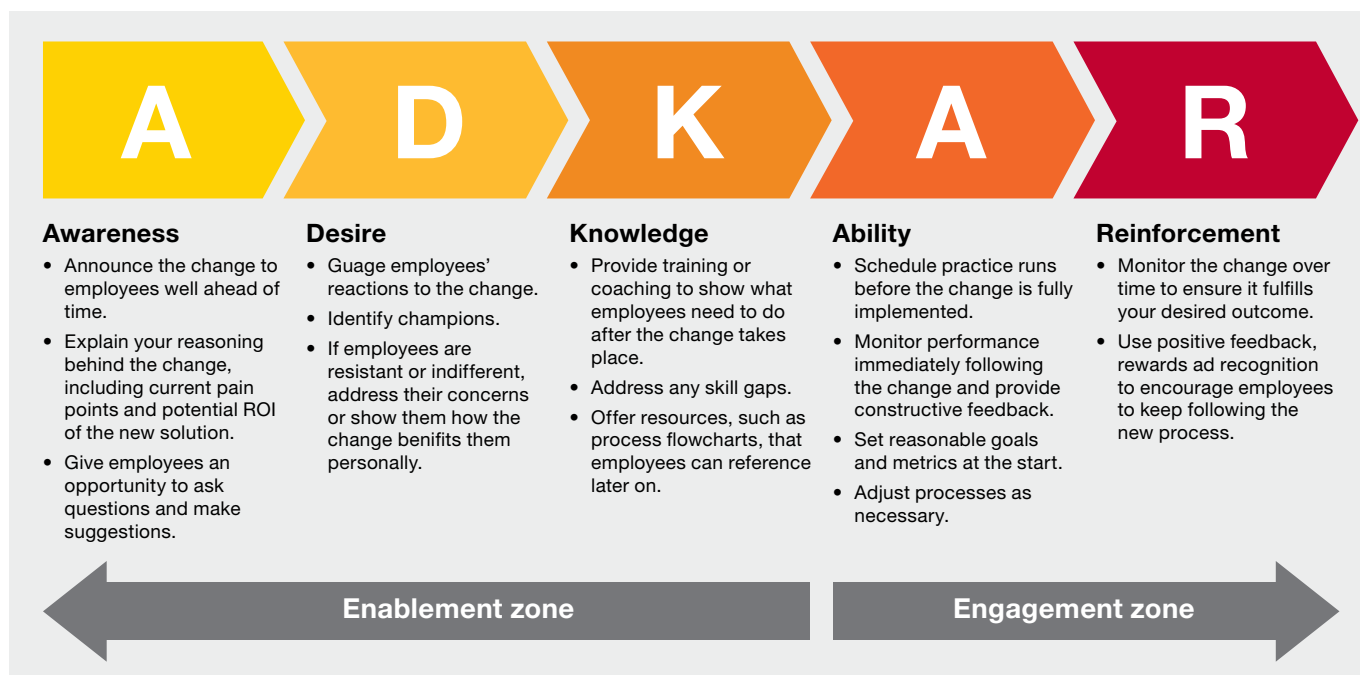 A
D
K
A
R
Awareness
• Announce the change to
employees well ahead of
time.
• Explain your reasoning
behind the change,
including current pain
points and potential ROI
of the new solution.
• Give employees an
opportunity to ask
questions and make
suggestions.
Desire
• Guage employees’
reactions to the change.
• Identify champions.
• If employees are
resistant or indifferent,
address their concerns
or show them how the
change benifits them
personally.
Knowledge
• Provide training or
coaching to show what
employees need to do
after the change takes
place.
• Address any skill gaps.
• Offer resources, such as
process flowcharts, that
employees can reference
later on.
Ability
• Schedule practice runs
before the change is fully
implemented.
• Monitor performance
immediately following
the change and provide
constructive feedback.
• Set reasonable goals
and metrics at the start.
• Adjust processes as
necessary.
Reinforcement
• Monitor the change over
time to ensure it fulfills
your desired outcome.
• Use positive feedback,
rewards ad recognition
to encourage employees
to keep following the
new process.
Enablement zone
Engagement zone